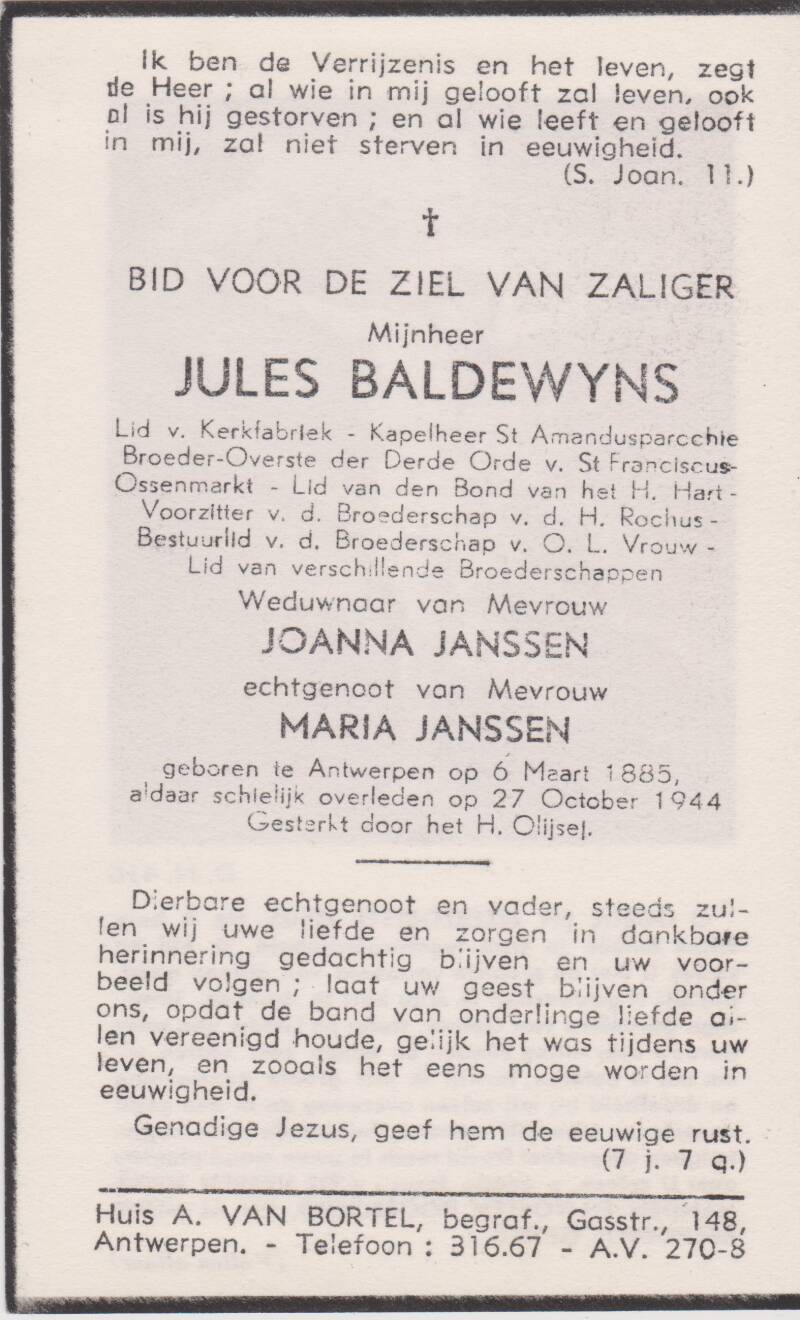 Ik ben de Verrijzenis en het leven, zegt
de Heer ; al wie in mij gelooft zal leven, ook
al is hij gestorven ; en al wie leeft en gelooft
in mij, zal niet sterven in eeuwigheid.
(S. Joan. 11.)
†
BID VOOR DE ZIEL VAN ZALIGER
Mijnheer
JULES BALDEWYNS
Lid v. Kerkfabriek - Kapelheer St Amandusparochie
Broeder-Overste der Derde Orde v. St Franciscus-
Ossenmarkt - Lid van den Bond van het H. Hart -
Voorzitter v. d. Broederschap v. d. H. Rochus -
Bestuurlid v. d. Broederschap v. O. L. Vrouw -
Lid van verschillende Broederschappen
Weduwnaar van Mevrouw
JOANNA JANSSEN
echtgenoot van Mevrouw
MARIA JANSSEN
geboren te Antwerpen op 6 Maart 1885,
aldaar schielijk overleden op 27 October 1944
Gesterkt door het H. Olijsel.
Dierbare echtgenoot en vader, steeds zul-
len wij uwe liefde en zorgen in dankbare
herinnering gedachtig blijven en uw voor-
beeld volgen ; laat uw geest blijven onder
ons, opdat de band van onderlinge liefde al-
len vereenigd houde, gelijk het was tijdens uw
leven, en zooals het eens moge worden in
eeuwigheid.
Genadige Jezus, geef hem de eeuwige rust.
(7 j. 7 q.)
Huis A. VAN BORTEL, begraf., Gasstr., 148,
Antwerpen. - Telefoon : 316.67 - A.V. 270-8